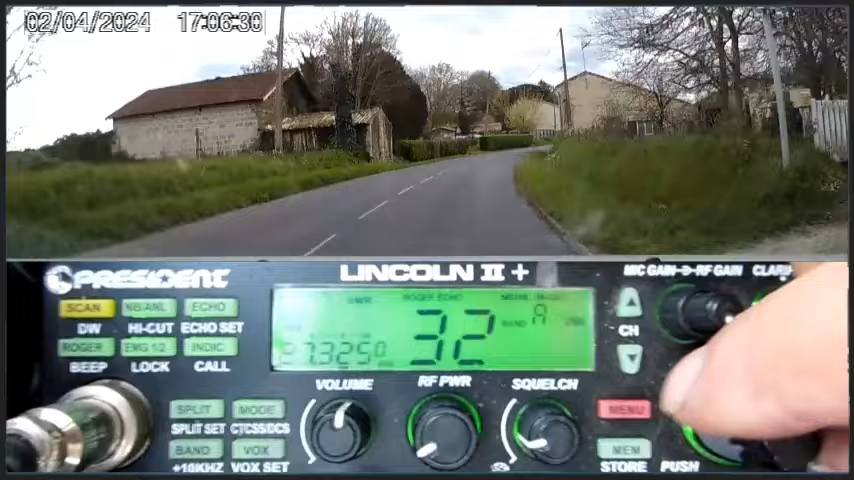 02/04/2024 17:06:30
PRESIDENT LINCOLN II + MIC GAIN RF GAIN CLARI
SCAN NB/ANL ECHO
DW HI-CUT ECHO SET
ROGER EMG 1/2 INDIC
BEEP LOCK CALL
ROGER ECHO
32 BAND A
27.3250
CH
VOLUME RF PWR SQUELCH
SPLIT MODE MENU
SPLIT SET CTCSS/DCS
BAND VOX MEM
+10KHZ VOX SET STORE PUSH